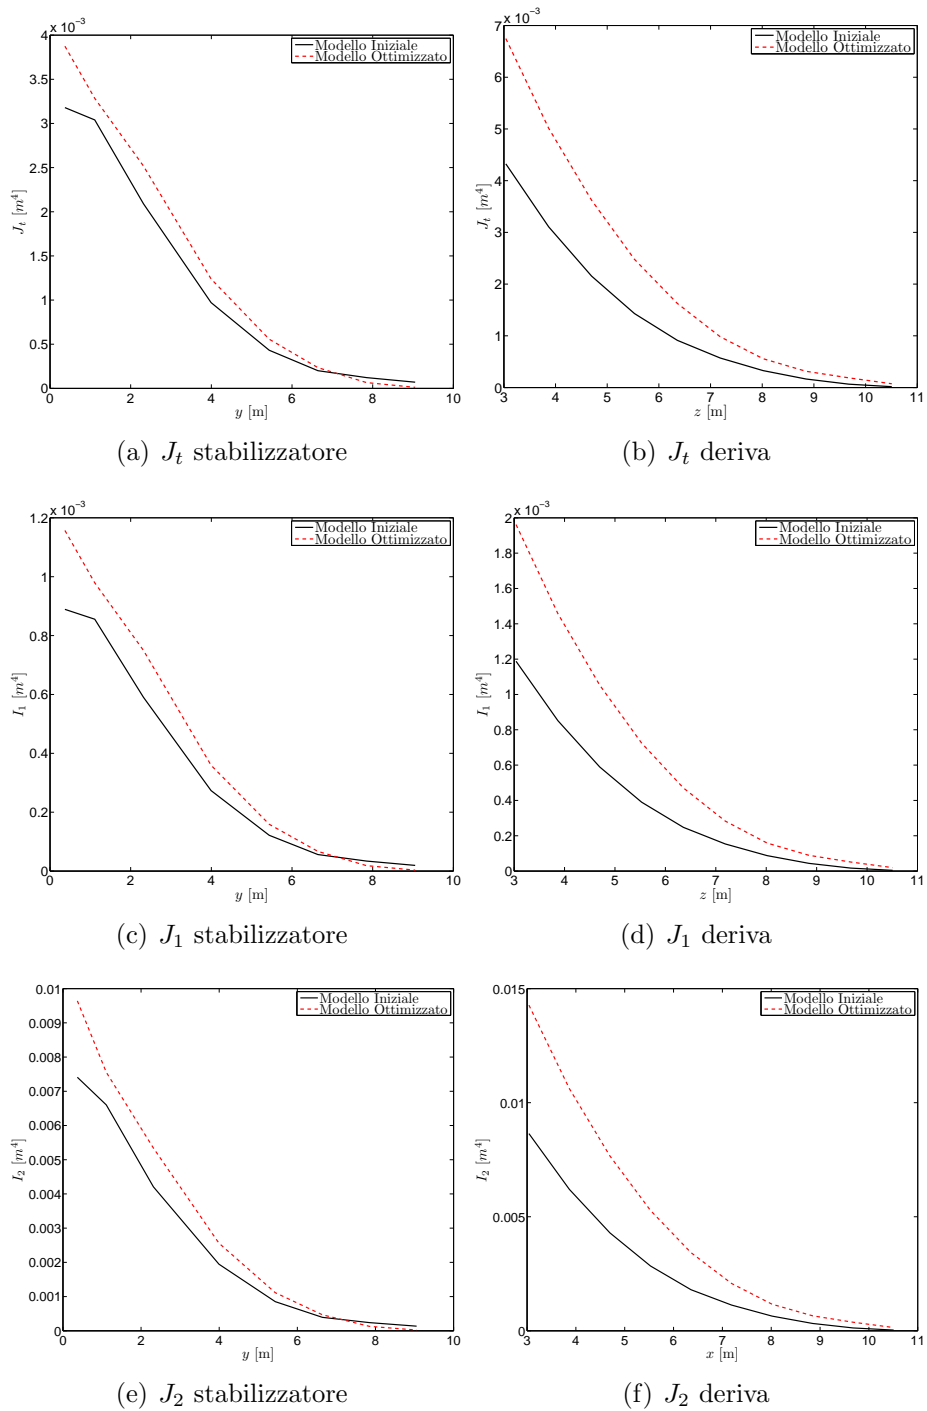 x 10⁻³
Modello Iniziale
Modello Ottimizzato
4
3.5
3
2.5
2
1.5
1
0.5
0
0 2 4 6 8 10
J_t [m⁴]
y [m]
(a) J_t stabilizzatore
x 10⁻³
Modello Iniziale
Modello Ottimizzato
7
6
5
4
3
2
1
0
3 4 5 6 7 8 9 10 11
J_t [m⁴]
z [m]
(b) J_t deriva
x 10⁻³
Modello Iniziale
Modello Ottimizzato
1.2
1
0.8
0.6
0.4
0.2
0
0 2 4 6 8 10
I_1 [m⁴]
y [m]
(c) J_1 stabilizzatore
x 10⁻³
Modello Iniziale
Modello Ottimizzato
2
1.8
1.6
1.4
1.2
1
0.8
0.6
0.4
0.2
0
3 4 5 6 7 8 9 10 11
I_1 [m⁴]
z [m]
(d) J_1 deriva
Modello Iniziale
Modello Ottimizzato
0.01
0.009
0.008
0.007
0.006
0.005
0.004
0.003
0.002
0.001
0
0 2 4 6 8 10
I_2 [m⁴]
y [m]
(e) J_2 stabilizzatore
Modello Iniziale
Modello Ottimizzato
0.015
0.01
0.005
0
3 4 5 6 7 8 9 10 11
I_2 [m⁴]
x [m]
(f) J_2 deriva